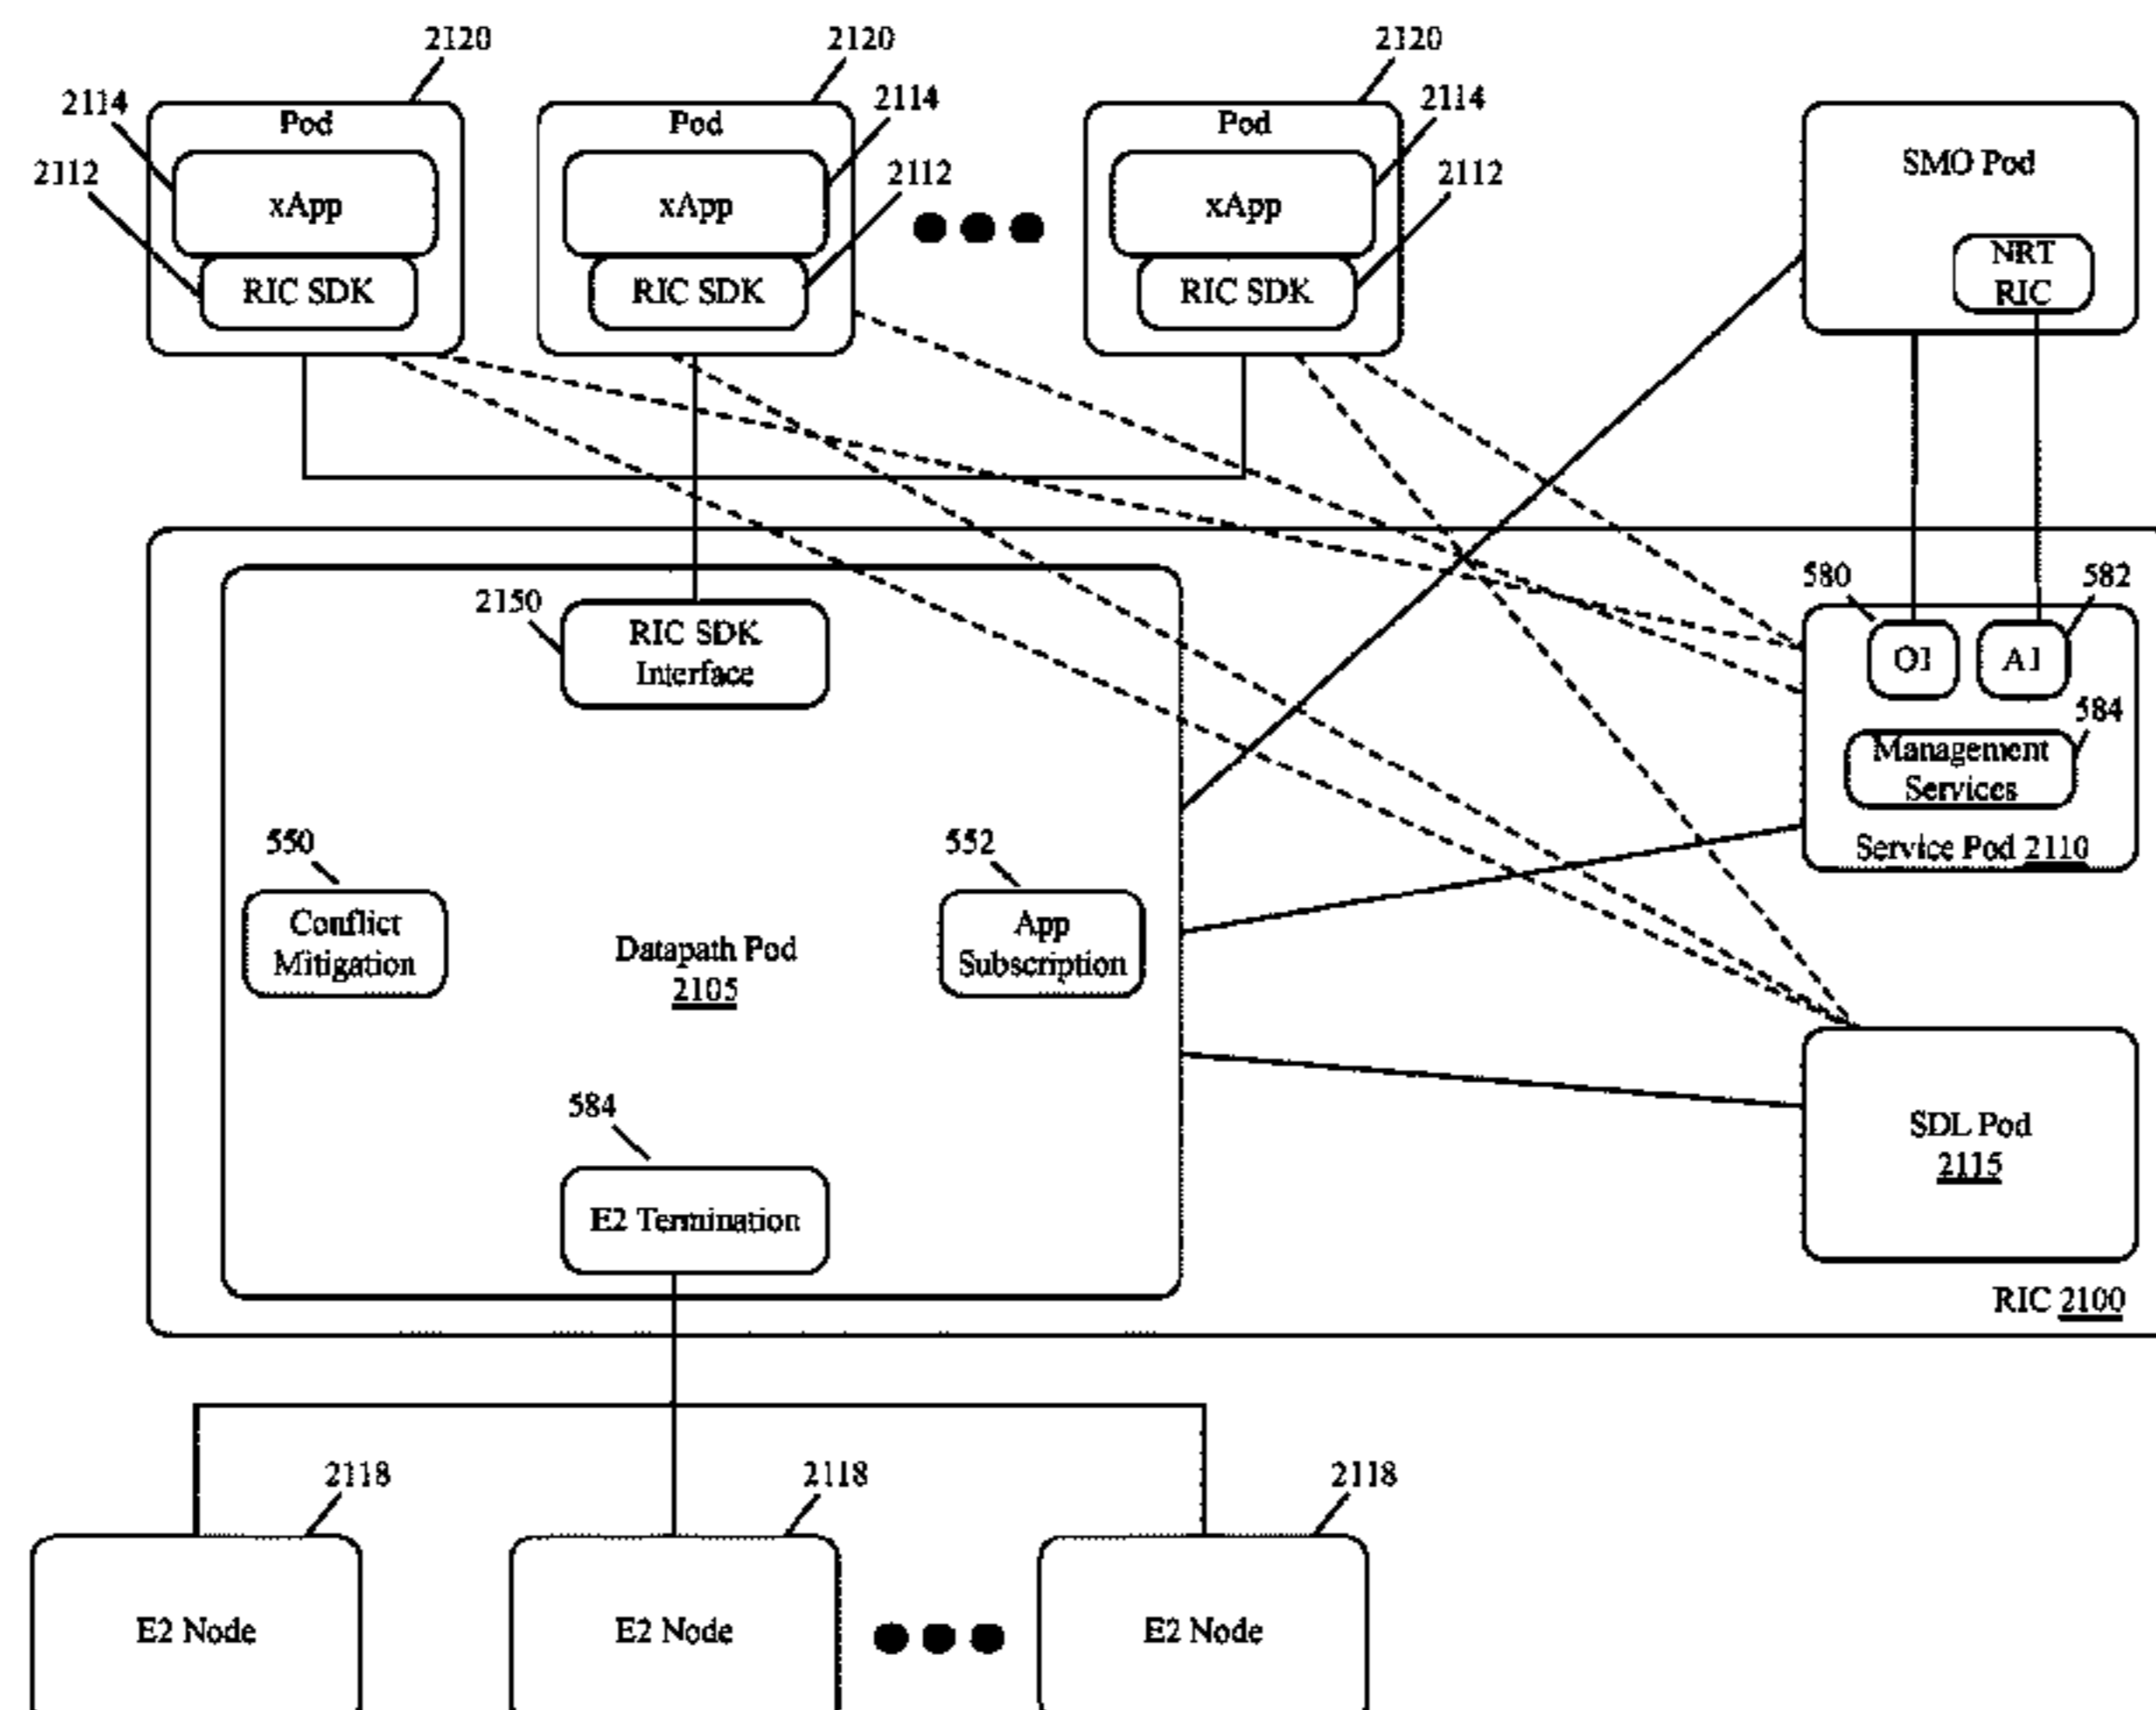 2120
2120
2120
2114
2114
2114
Pod
Pod
Pod
SMO Pod
2112
2112
2112
xApp
xApp
xApp
NRT
RIC
RIC SDK
RIC SDK
RIC SDK
580
582
2150
RIC SDK
Interface
O1
A1
584
Management
Services
Service Pod 2110
550
552
Conflict
Mitigation
Datapath Pod
2105
App
Subscription
584
E2 Termination
SDL Pod
2115
RIC 2100
2118
2118
2118
E2 Node
E2 Node
E2 Node